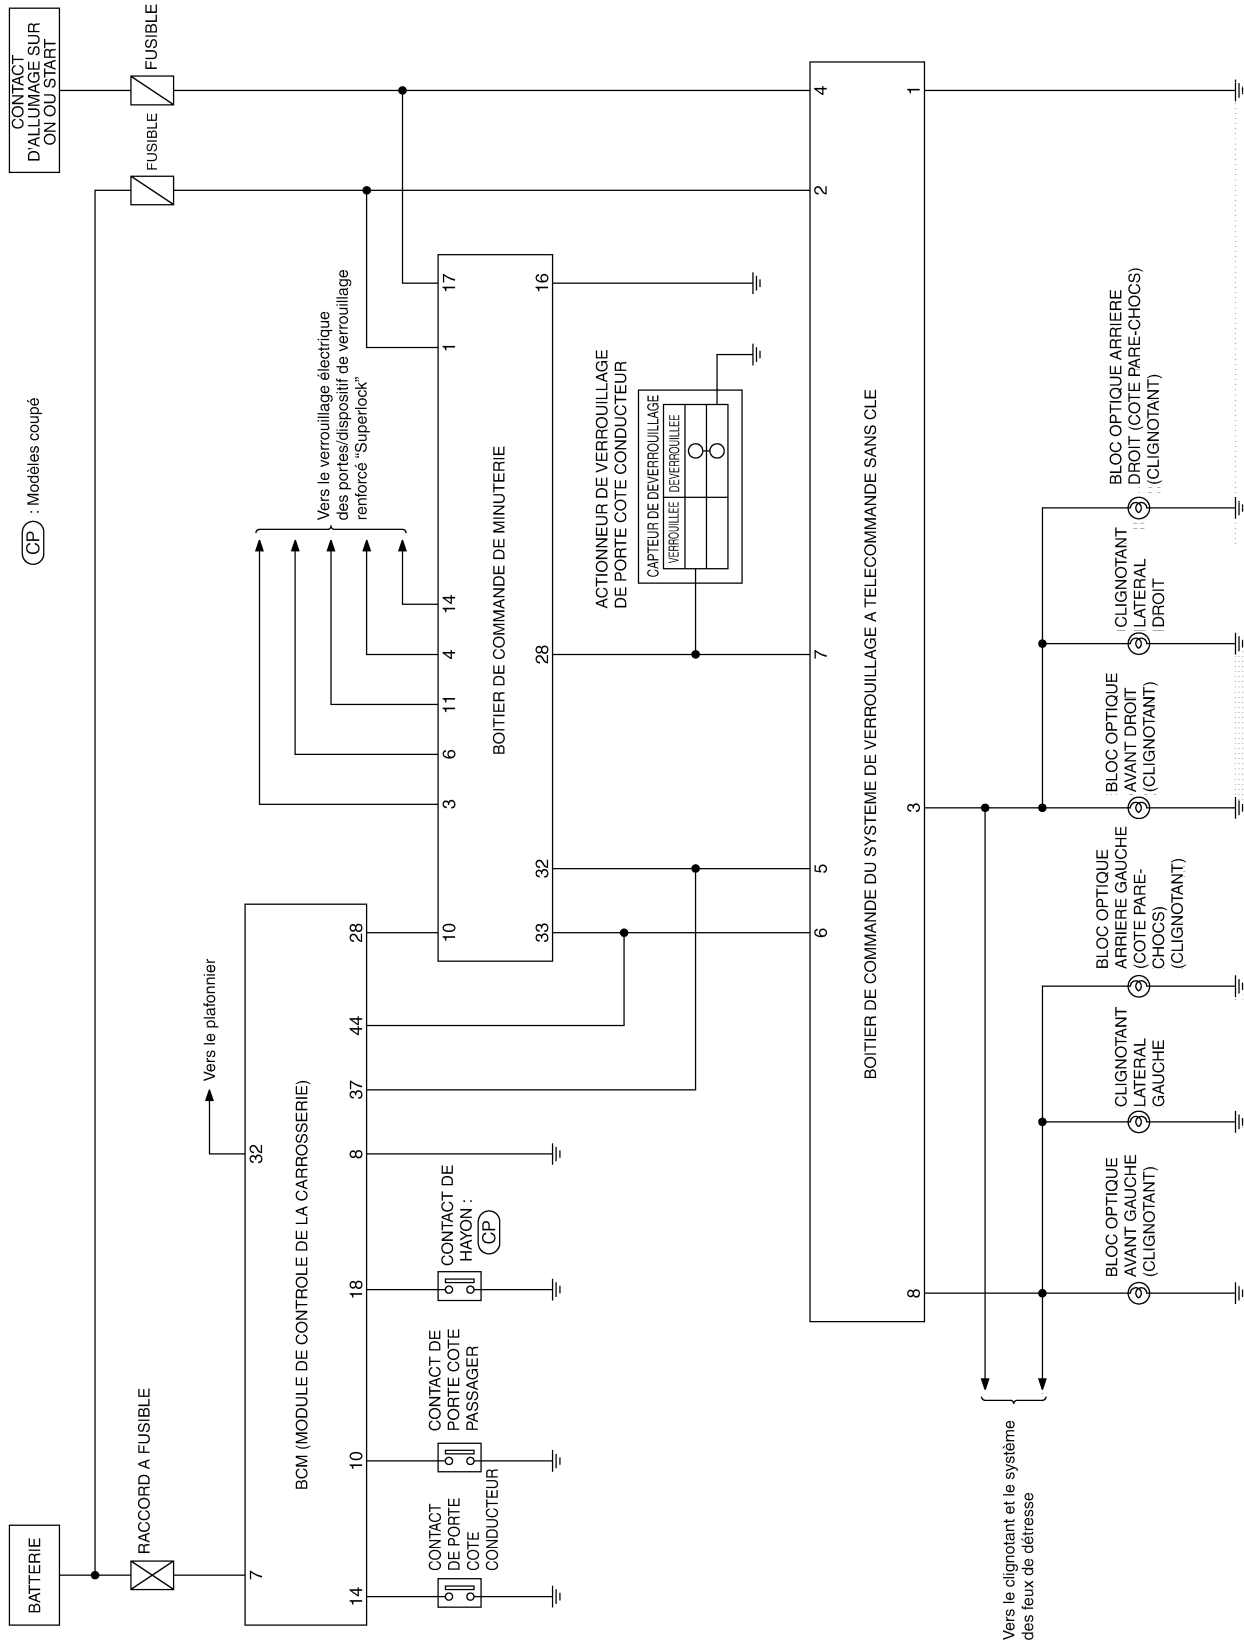 BATTERIE
CONTACT
D'ALLUMAGE SUR
ON OU START
RACCORD A FUSIBLE
FUSIBLE
FUSIBLE
CP : Modèles coupé
Vers le plafonnier
Vers le verrouillage électrique
des portes/dispositif de verrouillage
renforcé “Superlock”
7
32
BCM (MODULE DE CONTROLE DE LA CARROSSERIE)
14
10
18
8
37
44
28
CONTACT
DE PORTE
COTE
CONDUCTEUR
CONTACT DE
PORTE COTE
PASSAGER
CONTACT DE
HAYON :
CP
10
3
6
11
4
14
1
17
BOITIER DE COMMANDE DE MINUTERIE
33
32
28
16
ACTIONNEUR DE VERROUILLAGE
DE PORTE COTE CONDUCTEUR
CAPTEUR DE DEVERROUILLAGE
VERROUILLEE
DEVERROUILLEE
6
5
7
2
4
BOITIER DE COMMANDE DU SYSTEME DE VERROUILLAGE A TELECOMMANDE SANS CLE
8
3
1
Vers le clignotant et le système
des feux de détresse
BLOC OPTIQUE
AVANT GAUCHE
(CLIGNOTANT)
CLIGNOTANT
LATERAL
GAUCHE
BLOC OPTIQUE
ARRIERE GAUCHE
(COTE PARE-
CHOCS)
(CLIGNOTANT)
BLOC OPTIQUE
AVANT DROIT
(CLIGNOTANT)
CLIGNOTANT
LATERAL
DROIT
BLOC OPTIQUE ARRIERE
DROIT (COTE PARE-CHOCS)
(CLIGNOTANT)